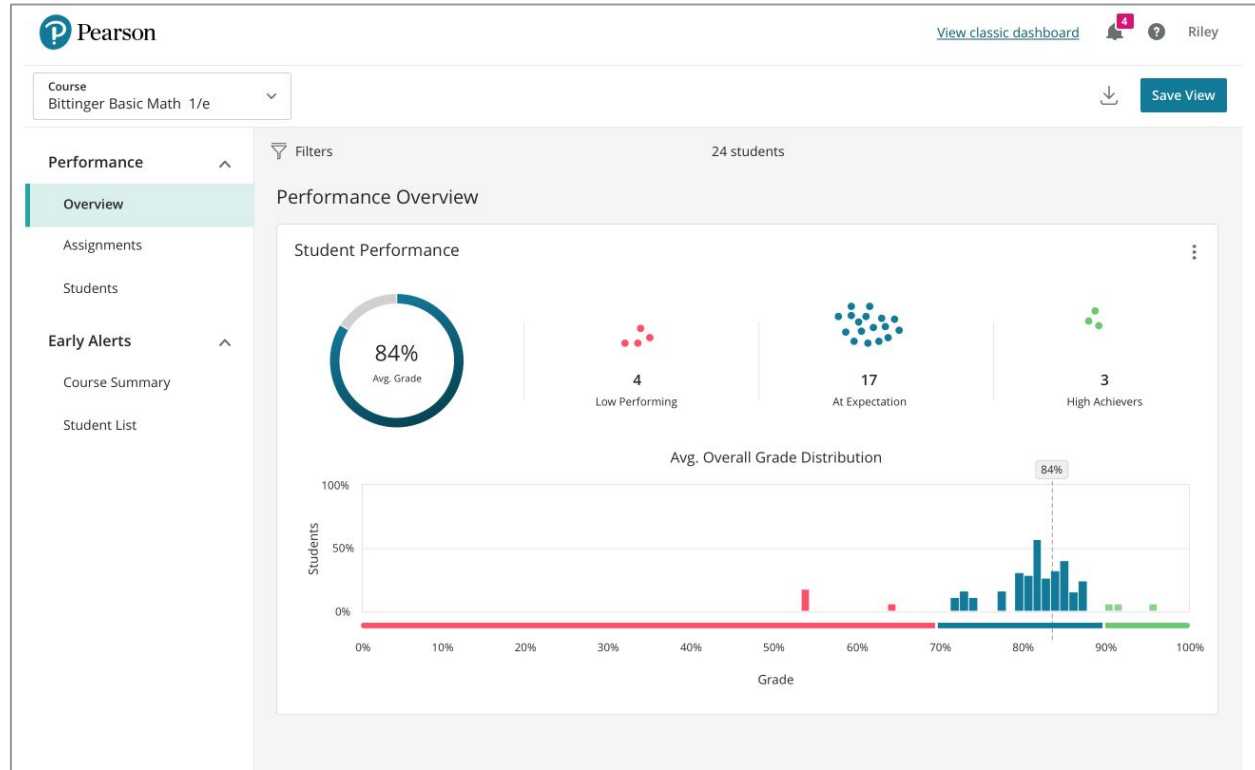 Pearson
View classic dashboard
4
?
Riley
Course
Bittinger Basic Math 1/e
Save View
Performance
Overview
Assignments
Students
Early Alerts
Course Summary
Student List
Filters
24 students
Performance Overview
Student Performance
84%
Avg. Grade
4
Low Performing
17
At Expectation
3
High Achievers
Avg. Overall Grade Distribution
84%
100%
50%
0%
Students
0% 10% 20% 30% 40% 50% 60% 70% 80% 90% 100%
Grade